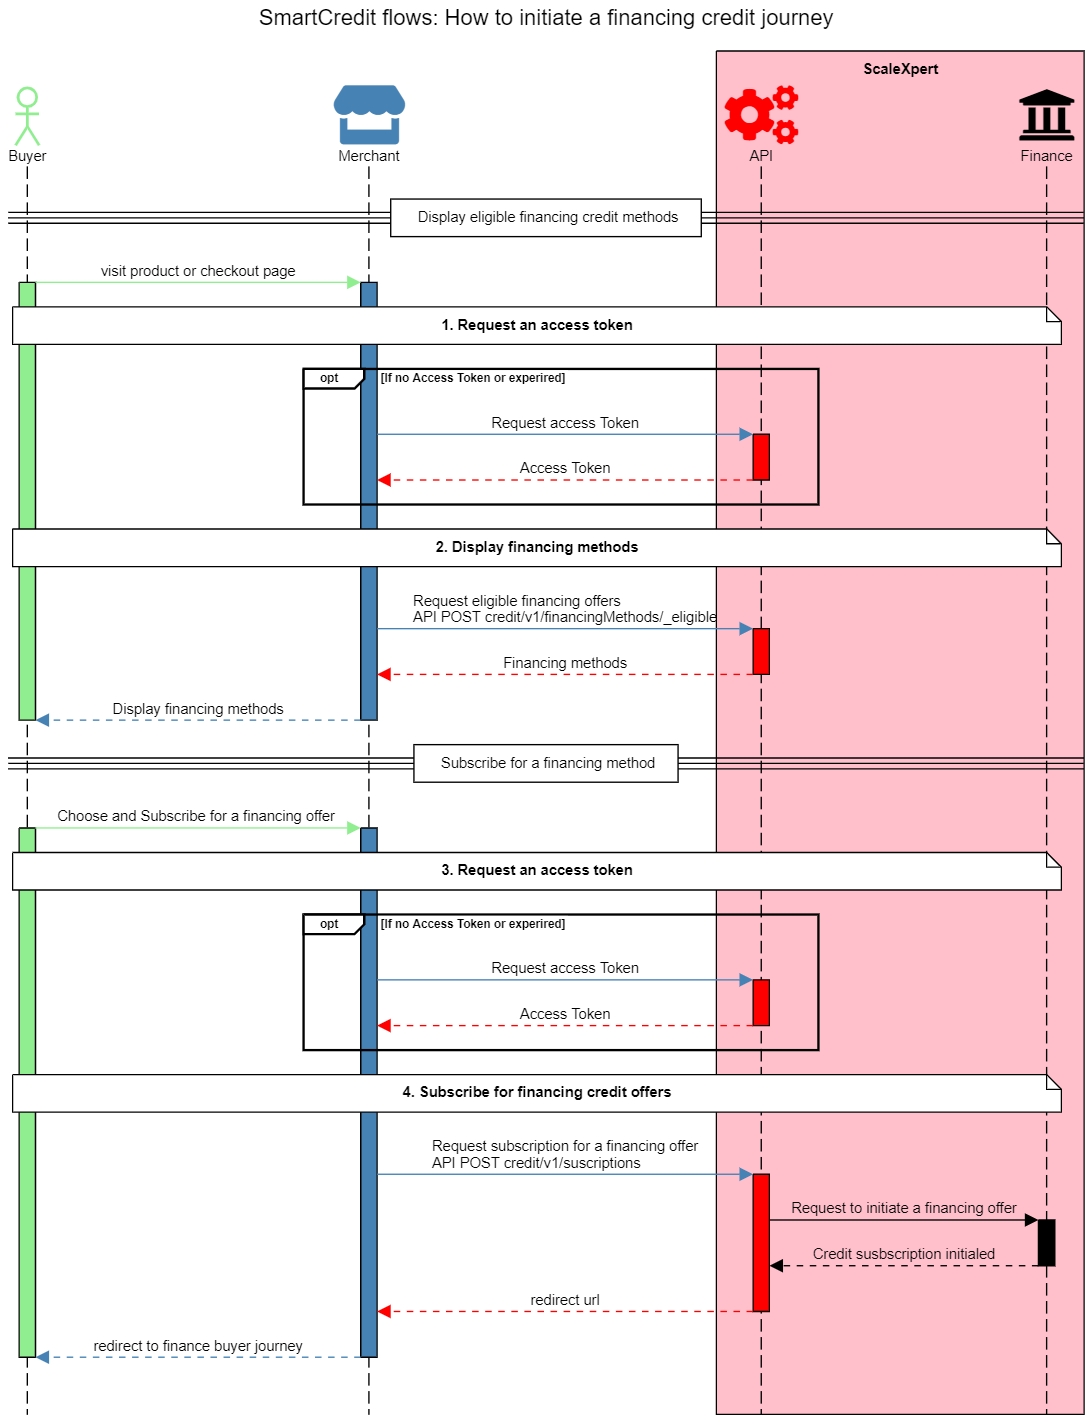 SmartCredit flows: How to initiate a financing credit journey
ScaleXpert
Buyer
Merchant
API
Finance
Display eligible financing credit methods
visit product or checkout page
1. Request an access token
opt
[If no Access Token or experired]
Request access Token
Access Token
2. Display financing methods
Request eligible financing offers
API POST credit/v1/financingMethods/_eligible
Financing methods
Display financing methods
Subscribe for a financing method
Choose and Subscribe for a financing offer
3. Request an access token
opt
[If no Access Token or experired]
Request access Token
Access Token
4. Subscribe for financing credit offers
Request subscription for a financing offer
API POST credit/v1/suscriptions
Request to initiate a financing offer
Credit susbscription initialed
redirect url
redirect to finance buyer journey